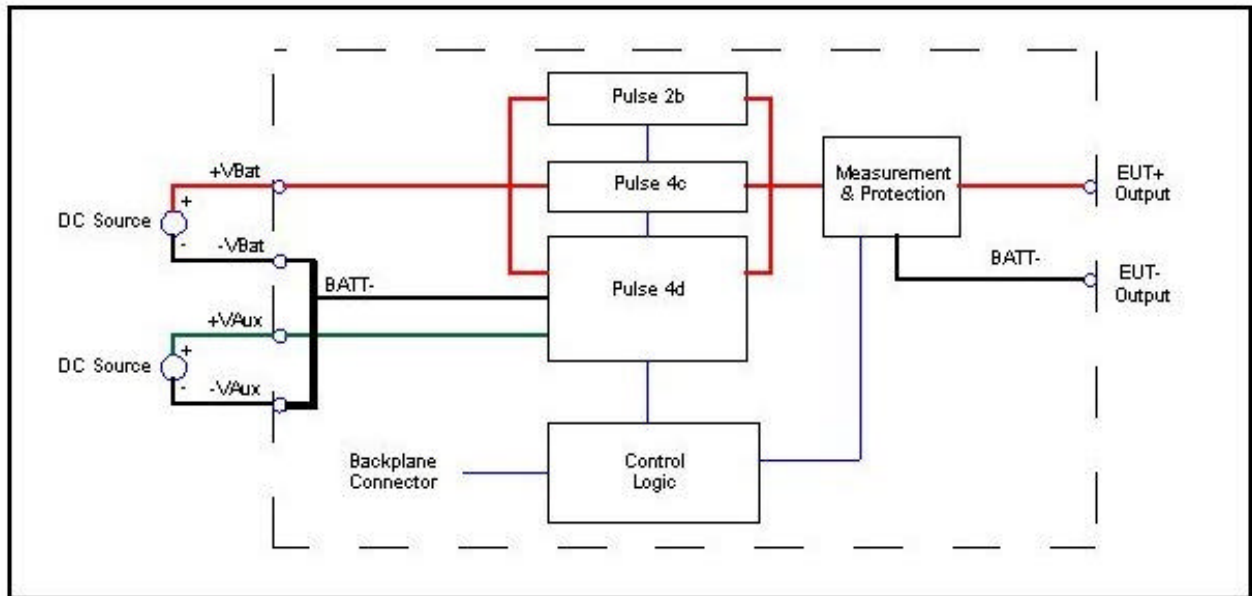 Pulse 2b
+VBat
Pulse 4c
Measurement
& Protection
EUT+
Output
+
DC Source
-
-VBat
BATT-
Pulse 4d
BATT-
EUT-
Output
+VAux
+
DC Source
-
-VAux
Backplane
Connector
Control
Logic